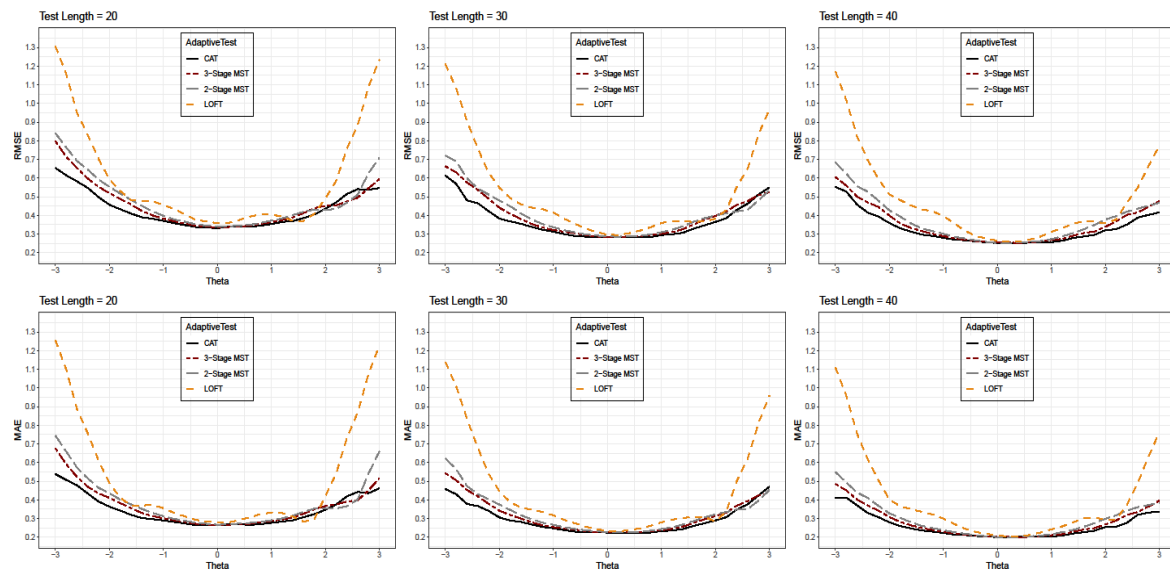 Test Length = 20
1.3
1.2
1.1
1.0
0.9
0.8
0.7
0.6
0.5
0.4
0.3
0.2
RMSE
AdaptiveTest
CAT
3-Stage MST
2-Stage MST
LOFT
-3
-2
-1
0
1
2
3
Theta
Test Length = 30
1.3
1.2
1.1
1.0
0.9
0.8
0.7
0.6
0.5
0.4
0.3
0.2
RMSE
AdaptiveTest
CAT
3-Stage MST
2-Stage MST
LOFT
-3
-2
-1
0
1
2
3
Theta
Test Length = 40
1.3
1.2
1.1
1.0
0.9
0.8
0.7
0.6
0.5
0.4
0.3
0.2
RMSE
AdaptiveTest
CAT
3-Stage MST
2-Stage MST
LOFT
-3
-2
-1
0
1
2
3
Theta
Test Length = 20
1.3
1.2
1.1
1.0
0.9
0.8
0.7
0.6
0.5
0.4
0.3
0.2
MAE
AdaptiveTest
CAT
3-Stage MST
2-Stage MST
LOFT
-3
-2
-1
0
1
2
3
Theta
Test Length = 30
1.3
1.2
1.1
1.0
0.9
0.8
0.7
0.6
0.5
0.4
0.3
0.2
MAE
AdaptiveTest
CAT
3-Stage MST
2-Stage MST
LOFT
-3
-2
-1
0
1
2
3
Theta
Test Length = 40
1.3
1.2
1.1
1.0
0.9
0.8
0.7
0.6
0.5
0.4
0.3
0.2
MAE
AdaptiveTest
CAT
3-Stage MST
2-Stage MST
LOFT
-3
-2
-1
0
1
2
3
Theta